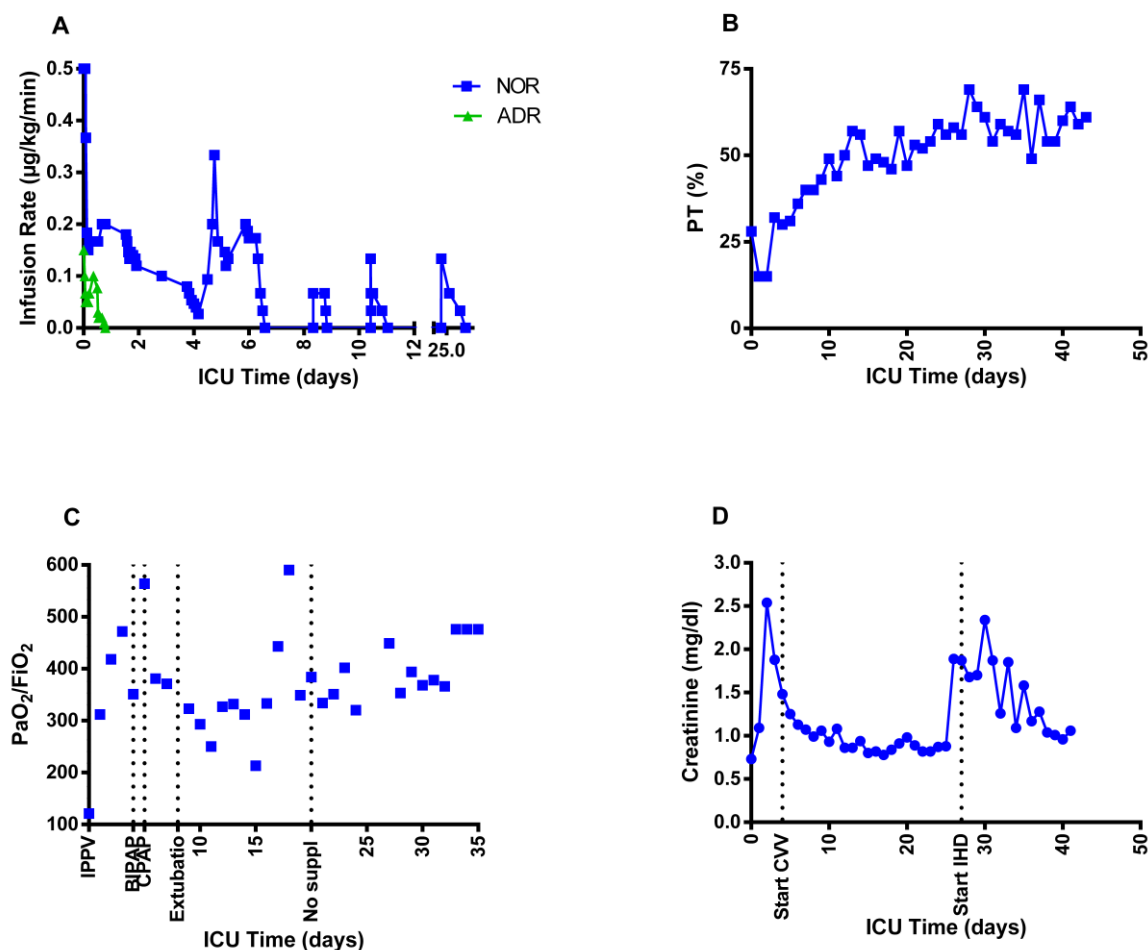 A
0.5
0.4
0.3
0.2
0.1
0.0
Infusion Rate (µg/kg/min)
NOR
ADR
0
2
4
6
8
10
12
25.0
ICU Time (days)
B
75
50
25
0
PT (%)
0
10
20
30
40
50
ICU Time (days)
C
600
500
400
300
200
100
PaO2/FiO2
IPPV
BIPAP
CPAP
Extubatio
10
15
No suppl
25
30
35
ICU Time (days)
D
3.0
2.5
2.0
1.5
1.0
0.5
0.0
Creatinine (mg/dl)
0
Start CVV
10
20
Start IHD
30
40
50
ICU Time (days)